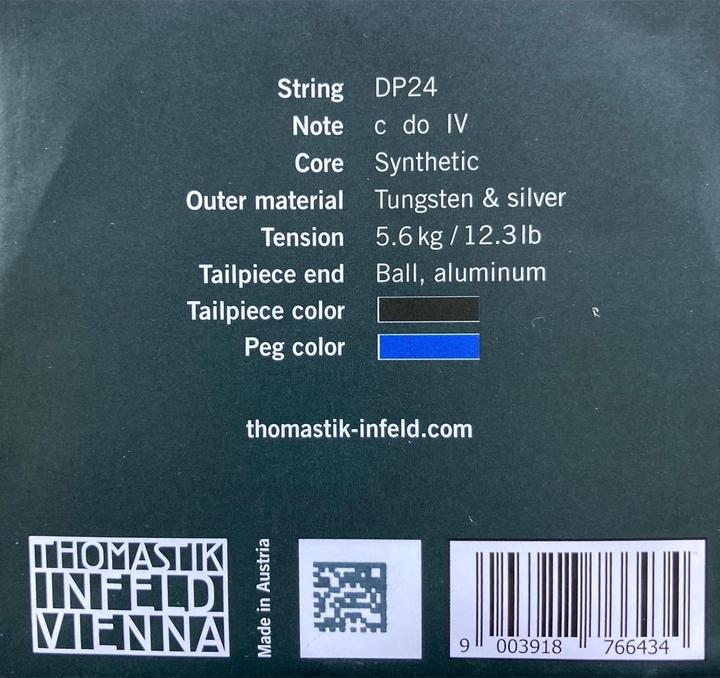 String DP24
Note c do IV
Core Synthetic
Outer material Tungsten & silver
Tension 5.6 kg / 12.3 lb
Tailpiece end Ball, aluminum
Tailpiece color
Peg color
thomastik-infeld.com
THOMASTIK
INFELD
VIENNA
Made in Austria
9 003918 766434